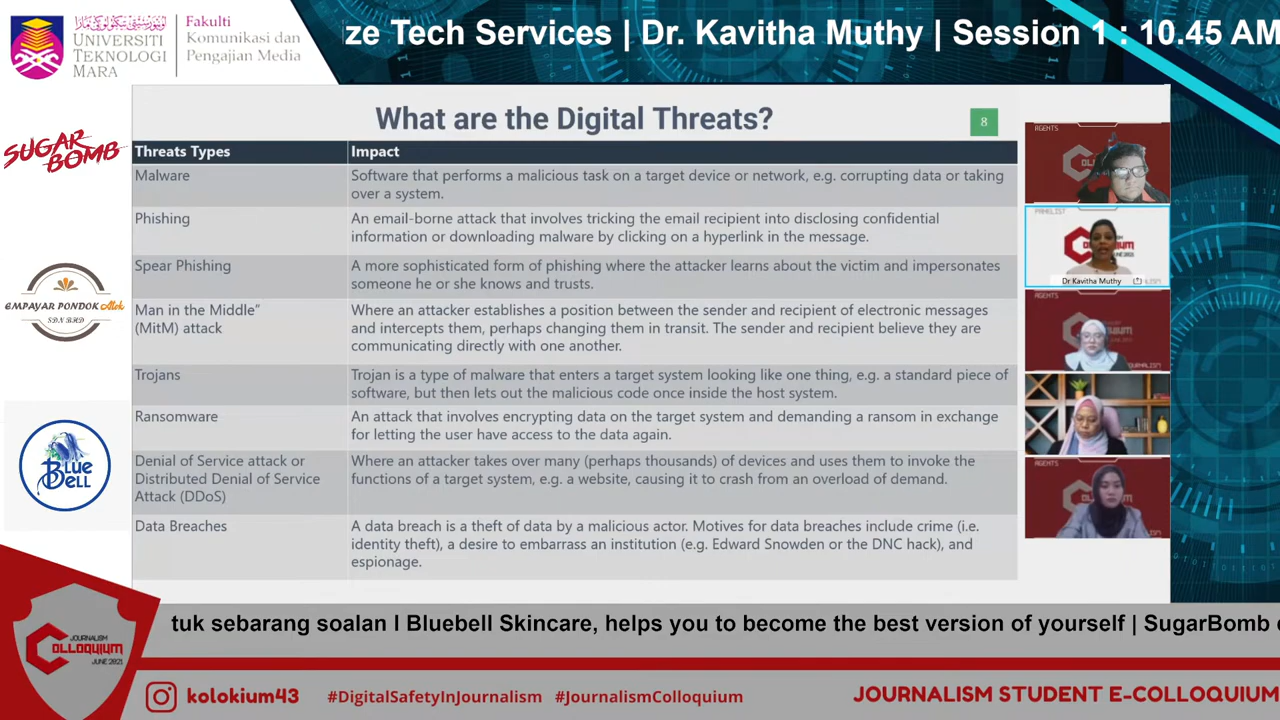 UNIVERSITI
TEKNOLOGI
MARA
Fakulti
Komunikasi dan
Pengajian Media
ze Tech Services | Dr. Kavitha Muthy | Session 1 : 10.45 AM
What are the Digital Threats?
8
Threats Types Impact
Malware
Software that performs a malicious task on a target device or network, e.g. corrupting data or taking
over a system.
Phishing
An email-borne attack that involves tricking the email recipient into disclosing confidential
information or downloading malware by clicking on a hyperlink in the message.
Spear Phishing
A more sophisticated form of phishing where the attacker learns about the victim and impersonates
someone he or she knows and trusts.
Man in the Middle"
(MitM) attack
Where an attacker establishes a position between the sender and recipient of electronic messages
and intercepts them, perhaps changing them in transit. The sender and recipient believe they are
communicating directly with one another.
Trojans
Trojan is a type of malware that enters a target system looking like one thing, e.g. a standard piece of
software, but then lets out the malicious code once inside the host system.
Ransomware
An attack that involves encrypting data on the target system and demanding a ransom in exchange
for letting the user have access to the data again.
Denial of Service attack or
Distributed Denial of Service
Attack (DDoS)
Where an attacker takes over many (perhaps thousands) of devices and uses them to invoke the
functions of a target system, e.g. a website, causing it to crash from an overload of demand.
Data Breaches
A data breach is a theft of data by a malicious actor. Motives for data breaches include crime (i.e.
identity theft), a desire to embarrass an institution (e.g. Edward Snowden or the DNC hack), and
espionage.
SUGAR
BOMB
EMPAYAR PONDOK Atok
SDN BHD
BLUE
BELL
AGENTS
PANELIST
Dr.Kavitha Muthy
AGENTS
AGENTS
tuk sebarang soalan I Bluebell Skincare, helps you to become the best version of yourself | SugarBomb
JOURNALISM
COLLOQUIUM
JUNE 2021
kolokium43
#DigitalSafetyInJournalism #JournalismColloquium
JOURNALISM STUDENT E-COLLOQUIUM